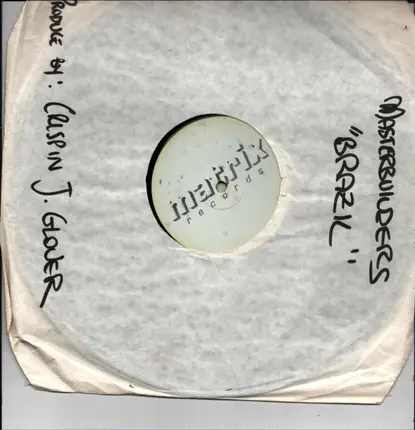 MASTERBUILDERS
"BRAZIL"
matrix
records
PRODUCE BY: CRISPIN J. GLOVER